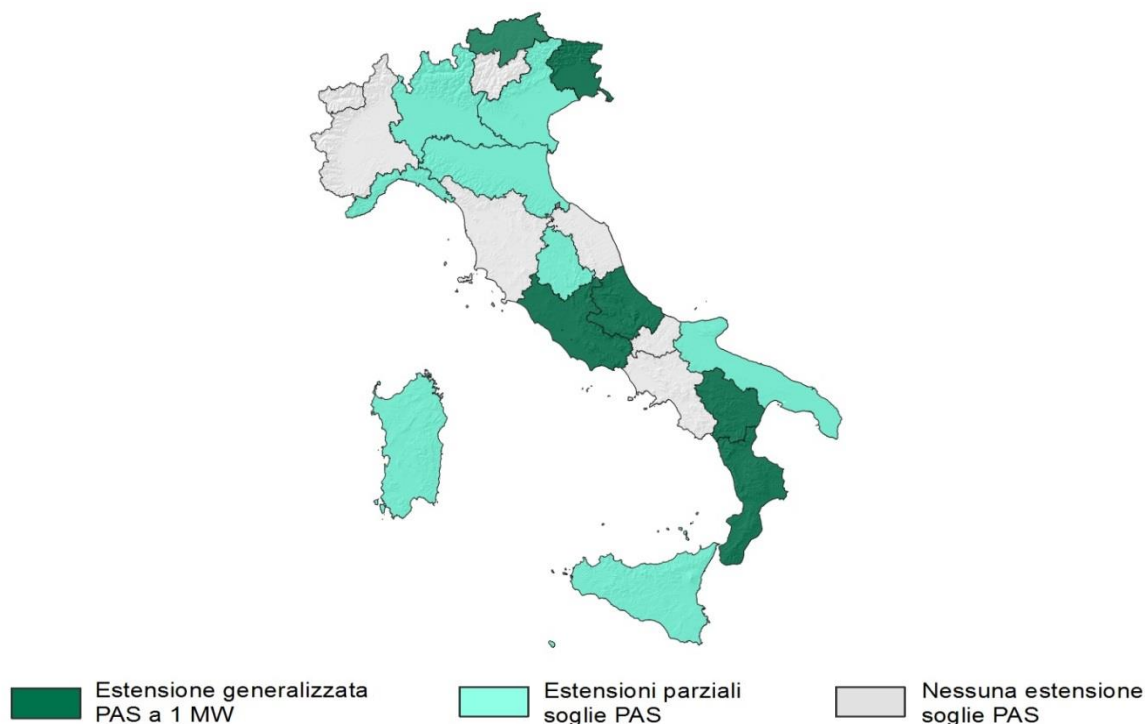 Estensione generalizzata
PAS a 1 MW
Estensioni parziali
soglie PAS
Nessuna estensione
soglie PAS